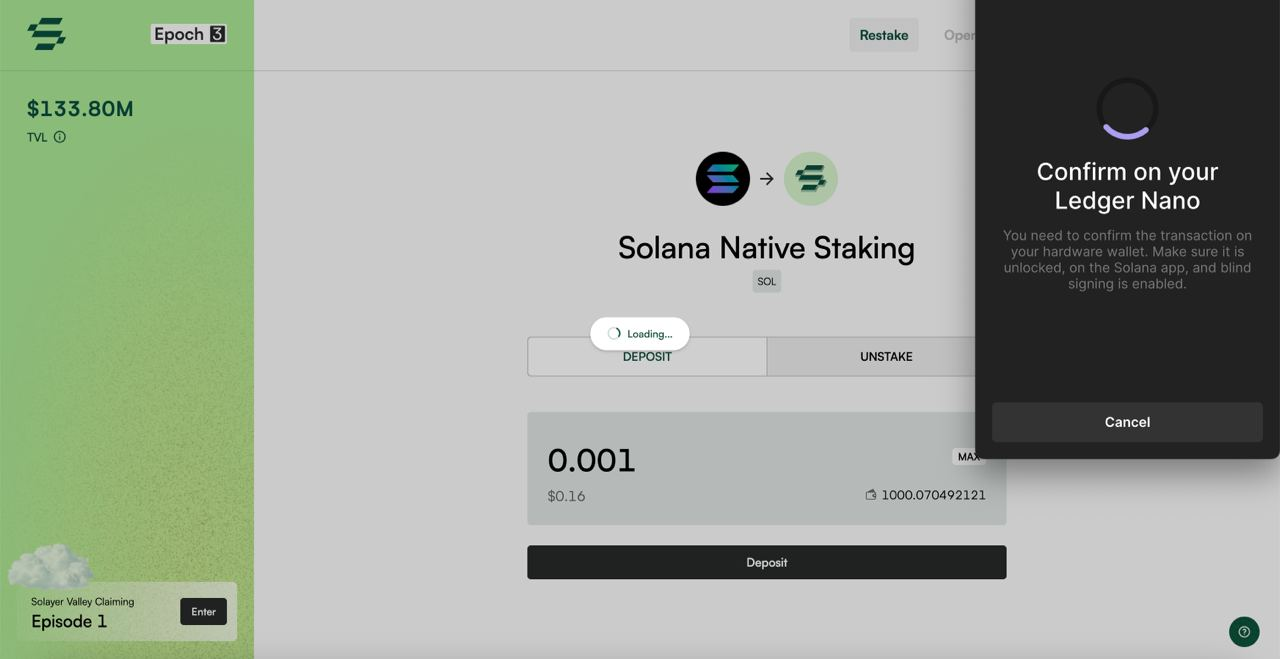 Epoch 3
Restake
$133.80M
TVL
Confirm on your
Ledger Nano
You need to confirm the transaction on
your hardware wallet. Make sure it is
unlocked, on the Solana app, and blind
signing is enabled.
Cancel
Solana Native Staking
SOL
Loading...
DEPOSIT
UNSTAKE
0.001
MAX
$0.16
1000.070492121
Deposit
Solayer Valley Claiming
Episode 1
Enter